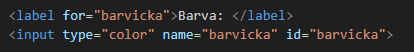 <label for="barvicka">Barva: </label>
<input type="color" name="barvicka" id="barvicka">